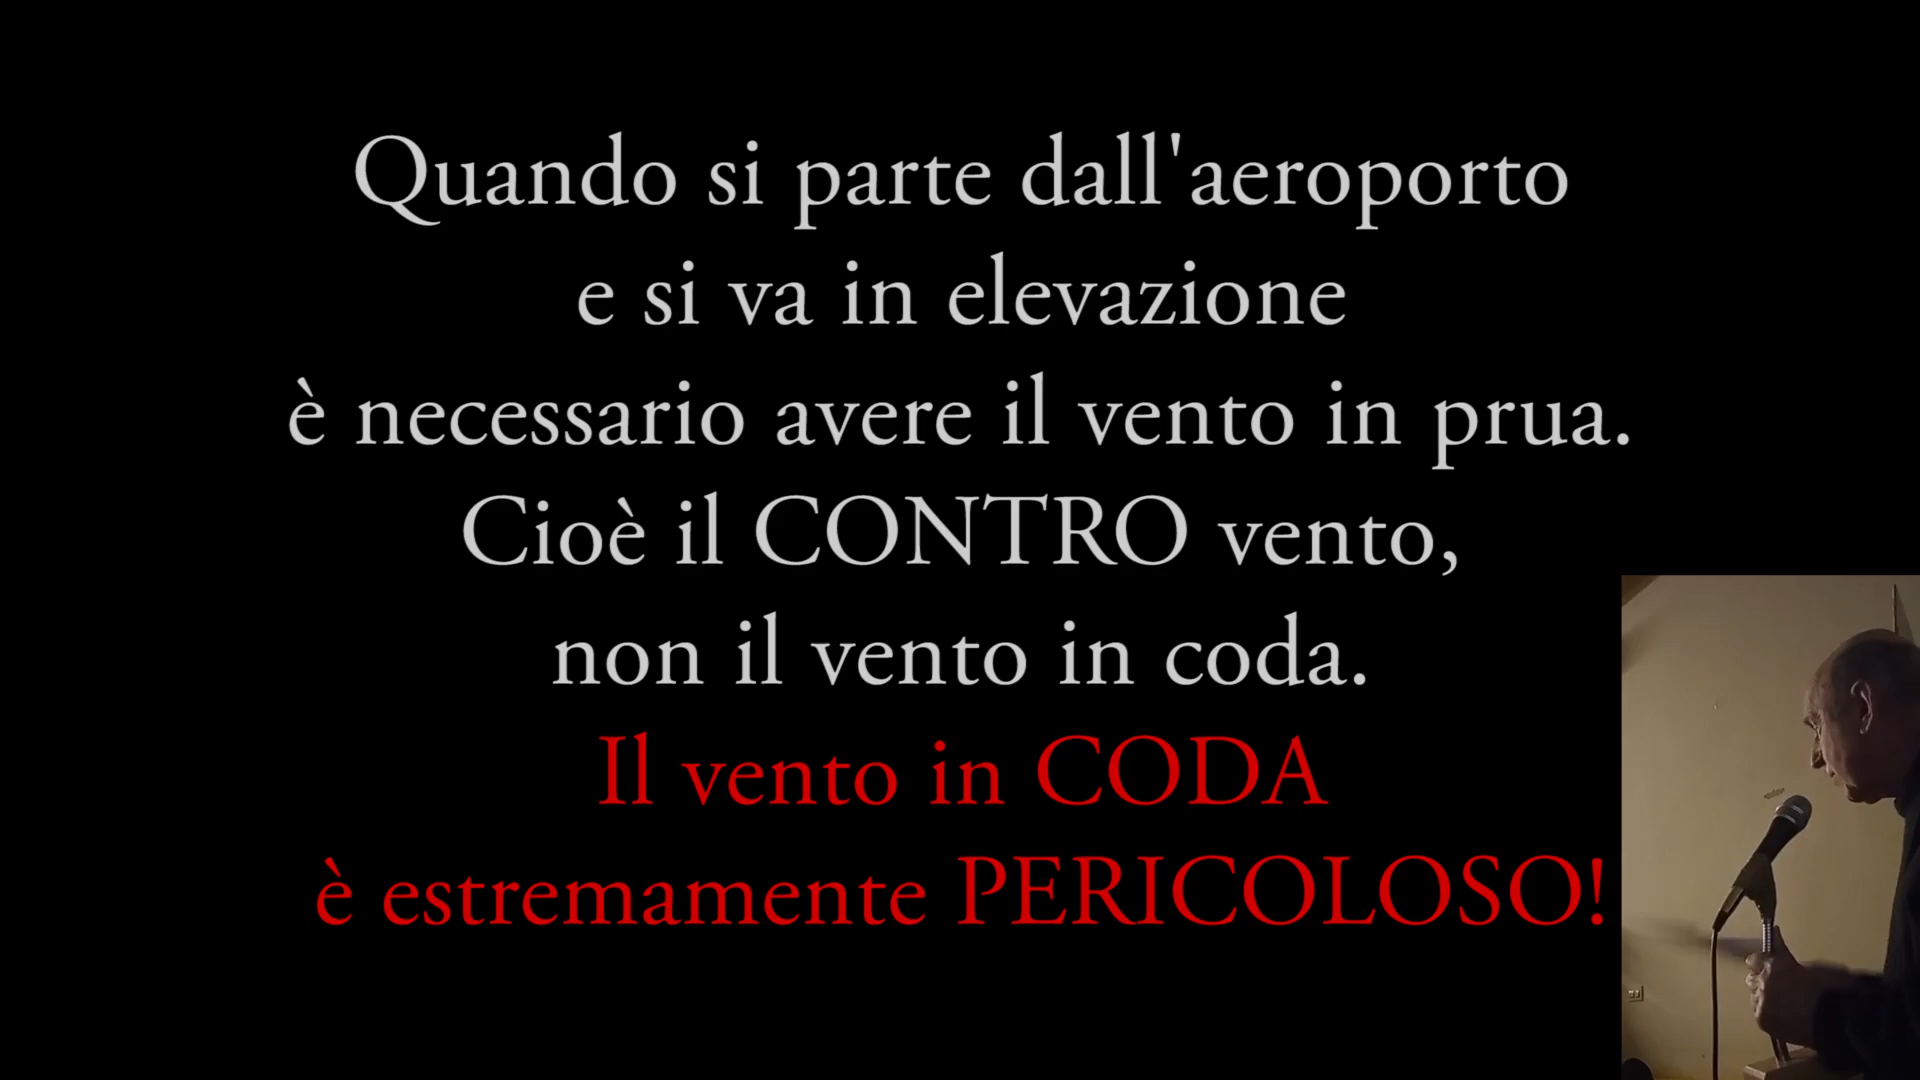 Quando si parte dall'aeroporto
e si va in elevazione
è necessario avere il vento in prua.
Cioè il CONTRO vento,
non il vento in coda.
Il vento in CODA
è estremamente PERICOLOSO!